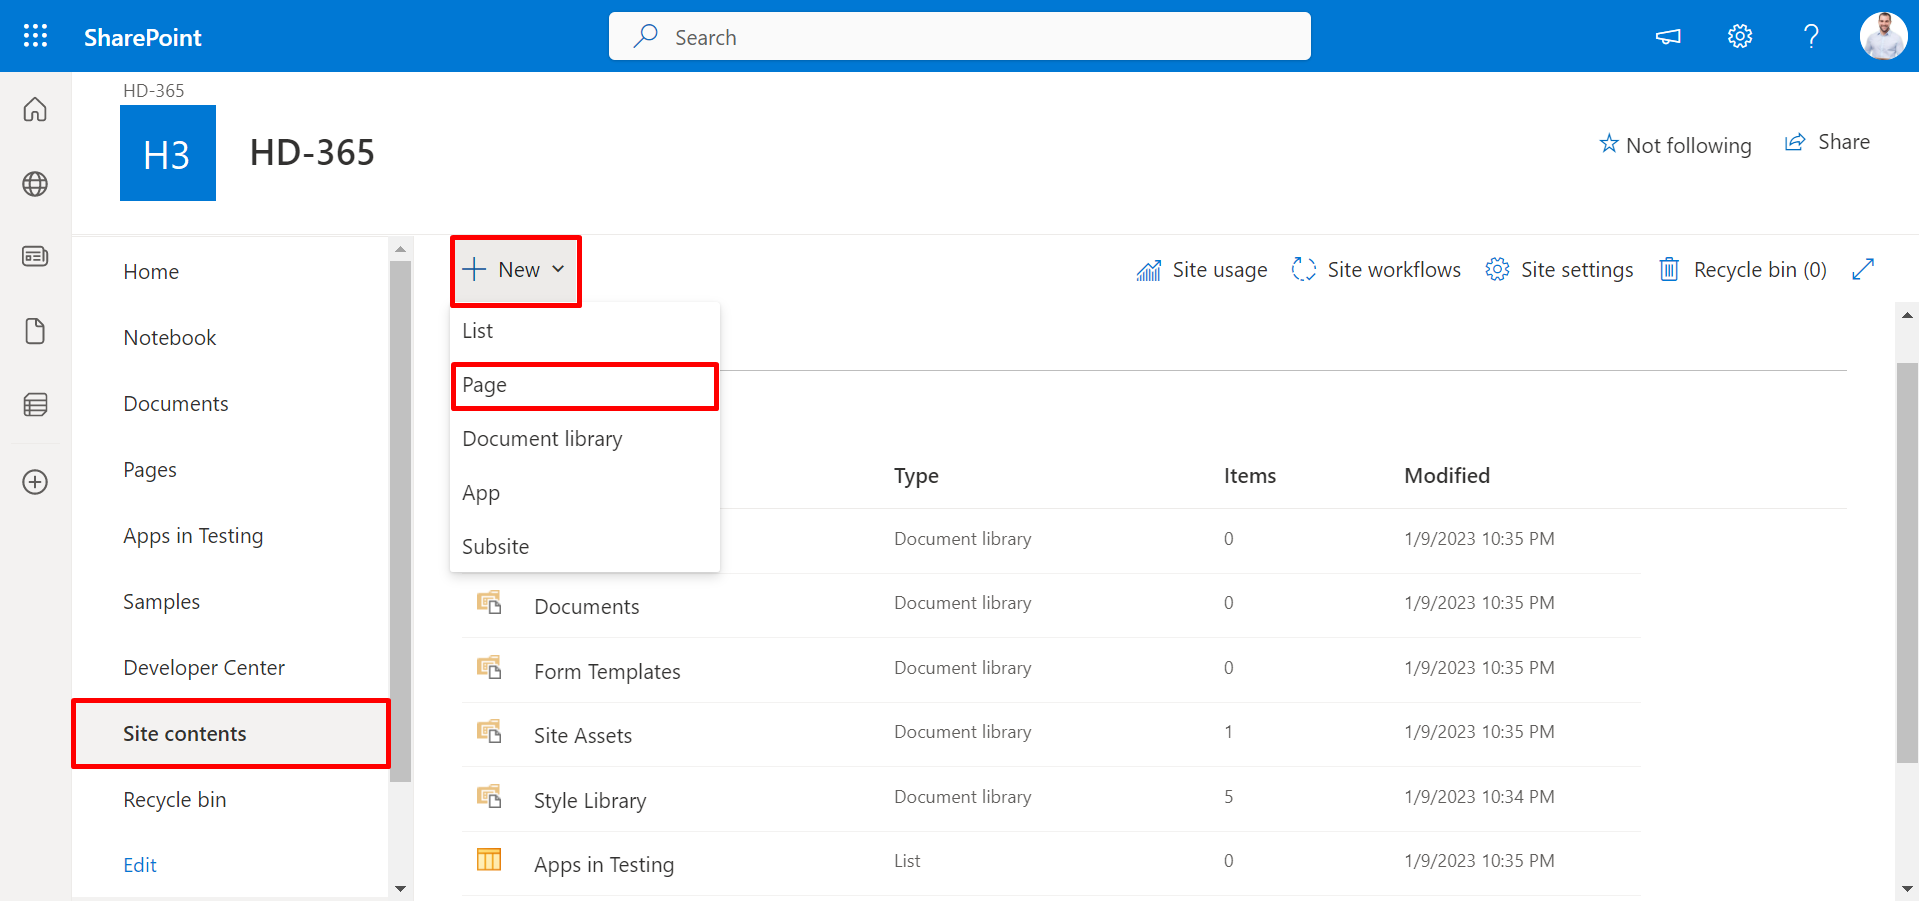 SharePoint
Search
HD-365
H3
HD-365
Not following
Share
Home
Notebook
Documents
Pages
Apps in Testing
Samples
Developer Center
Site contents
Recycle bin
Edit
New
Site usage
Site workflows
Site settings
Recycle bin (0)
List
Page
Document library
App
Subsite
Type Items Modified
Document library 0 1/9/2023 10:35 PM
Documents Document library 0 1/9/2023 10:35 PM
Form Templates Document library 0 1/9/2023 10:35 PM
Site Assets Document library 1 1/9/2023 10:35 PM
Style Library Document library 5 1/9/2023 10:34 PM
Apps in Testing List 0 1/9/2023 10:35 PM